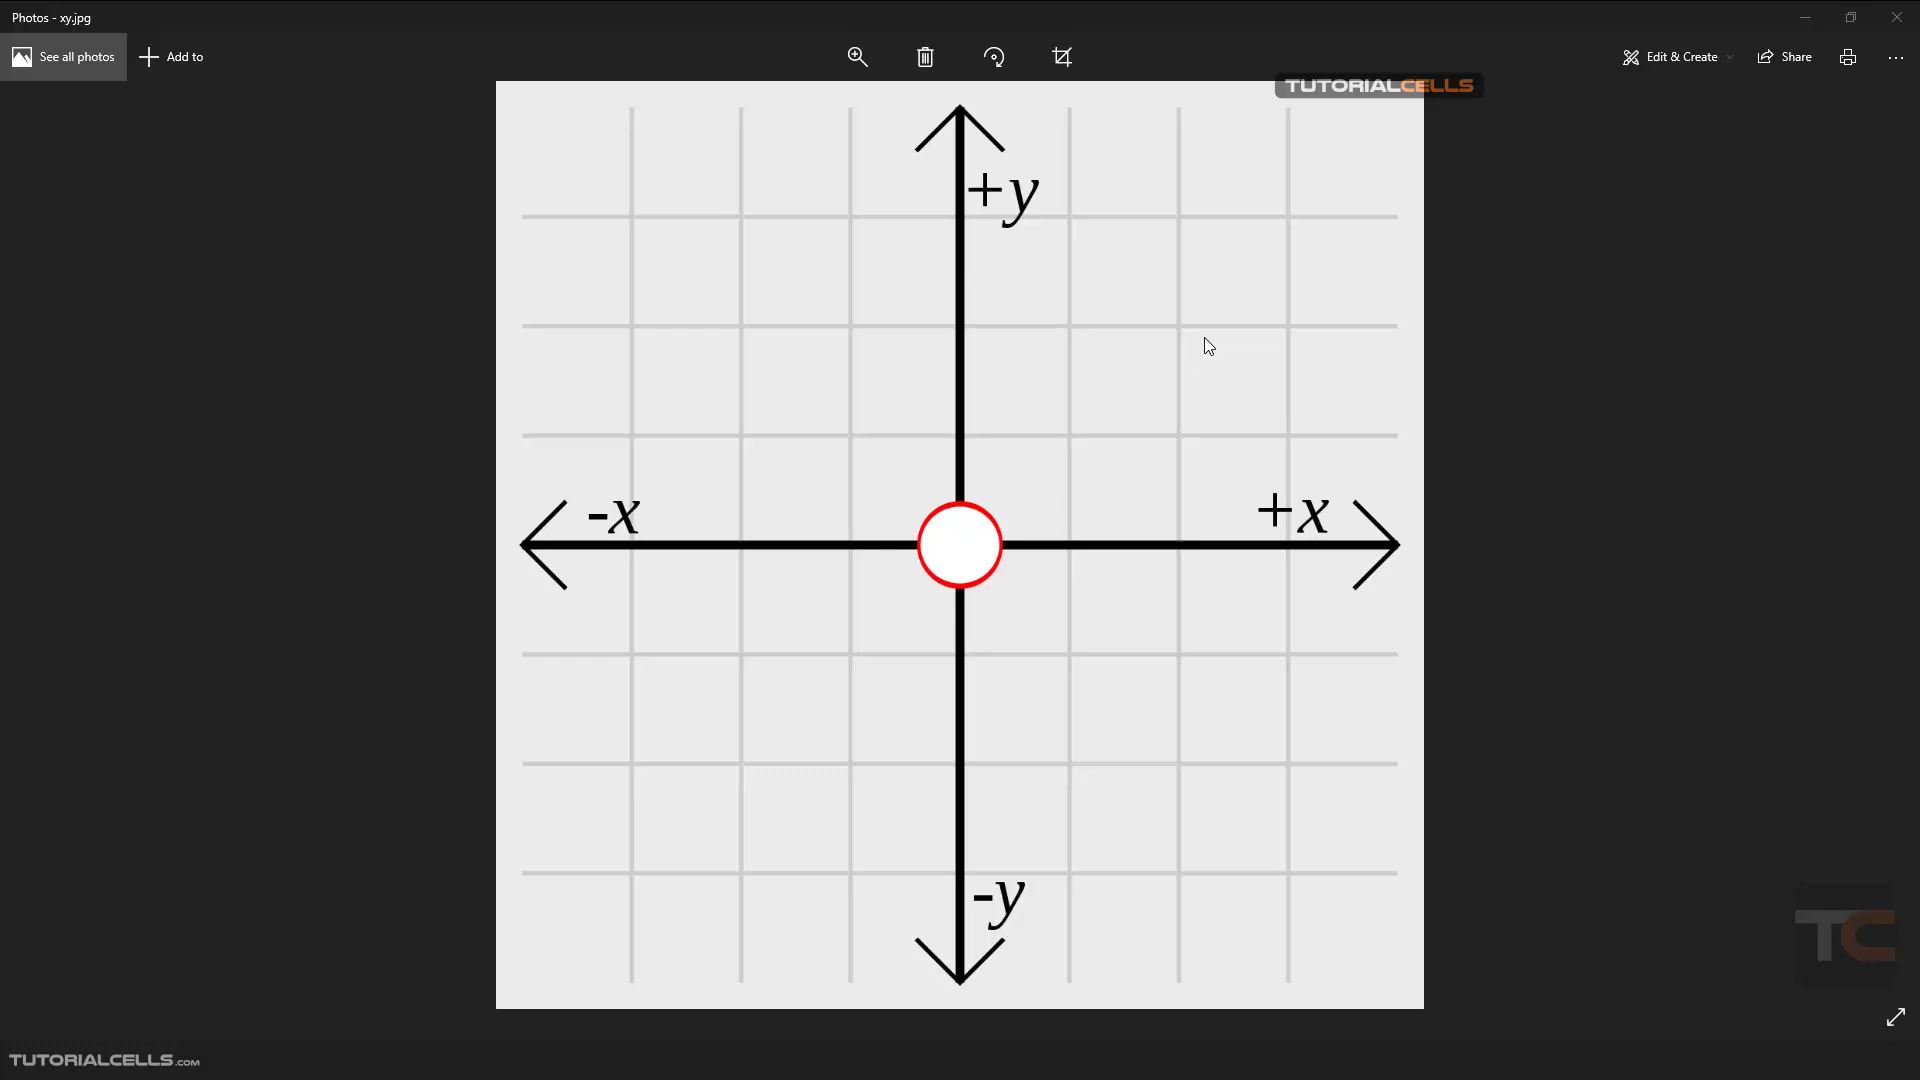 Photos - xy.jpg
See all photos
Add to
Edit & Create
Share
TUTORIALCELLS
+y
-x
+x
-y
TC
TUTORIALCELLS.COM